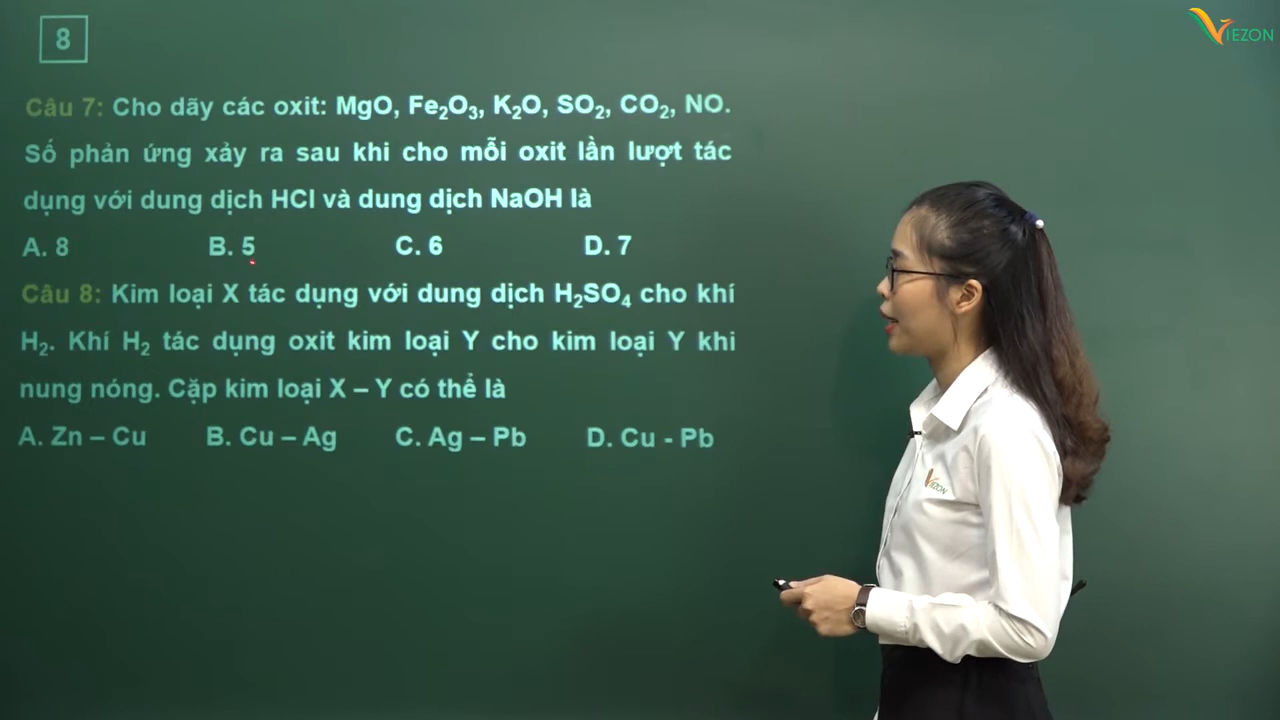 8
VIEZON
Câu 7: Cho dãy các oxit: MgO, Fe₂O₃, K₂O, SO₂, CO₂, NO.
Số phản ứng xảy ra sau khi cho mỗi oxit lần lượt tác
dụng với dung dịch HCl và dung dịch NaOH là
A. 8 B. 5 C. 6 D. 7
Câu 8: Kim loại X tác dụng với dung dịch H₂SO₄ cho khí
H₂. Khí H₂ tác dụng oxit kim loại Y cho kim loại Y khi
nung nóng. Cặp kim loại X – Y có thể là
A. Zn – Cu B. Cu – Ag C. Ag – Pb D. Cu - Pb
VIEZON